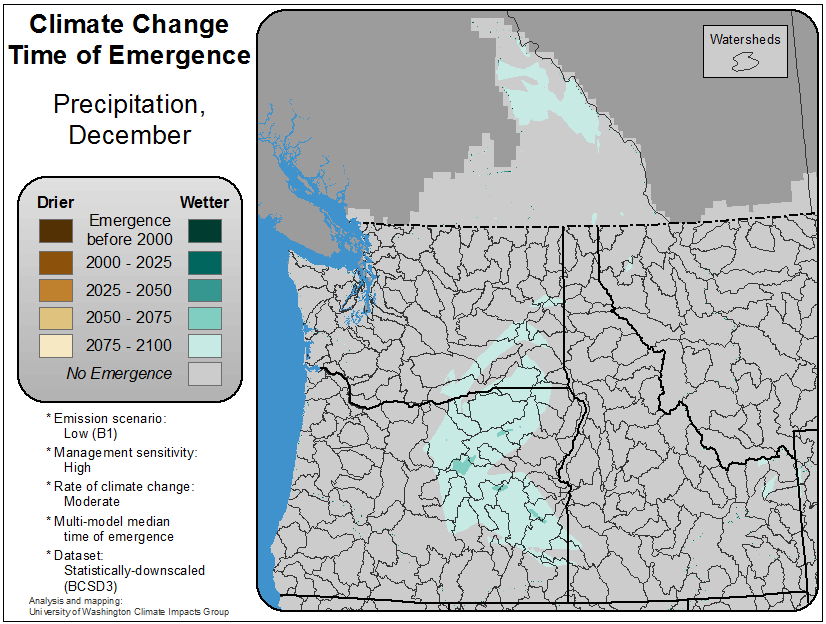 Climate Change
Time of Emergence
Precipitation,
December
Drier
Wetter
Emergence
before 2000
2000 - 2025
2025 - 2050
2050 - 2075
2075 - 2100
No Emergence
* Emission scenario:
Low (B1)
* Management sensitivity:
High
* Rate of climate change:
Moderate
* Multi-model median
time of emergence
* Dataset:
Statistically-downscaled
(BCSD3)
Analysis and mapping:
University of Washington Climate Impacts Group
Watersheds